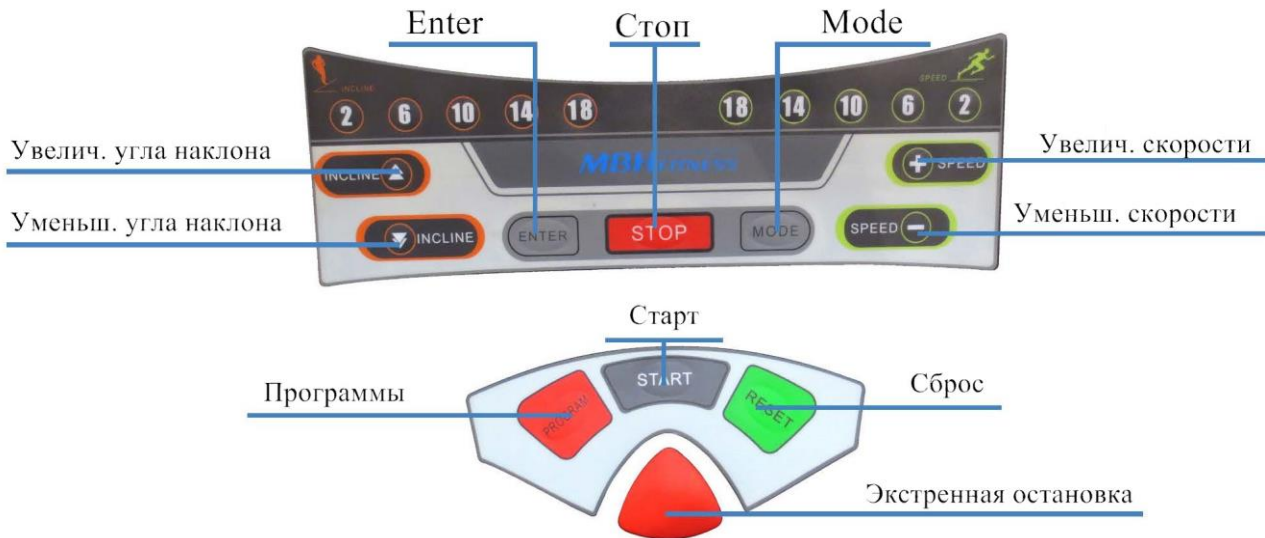 Enter
Стоп
Mode
INCLINE
SPEED
2 6 10 14 18
18 14 10 6 2
Увелич. угла наклона
INCLINE
MBH FITNESS
+ SPEED
Увелич. скорости
Уменьш. угла наклона
INCLINE
ENTER
STOP
MODE
SPEED −
Уменьш. скорости
Старт
Программы
PROGRAM
START
RESET
Сброс
Экстренная остановка